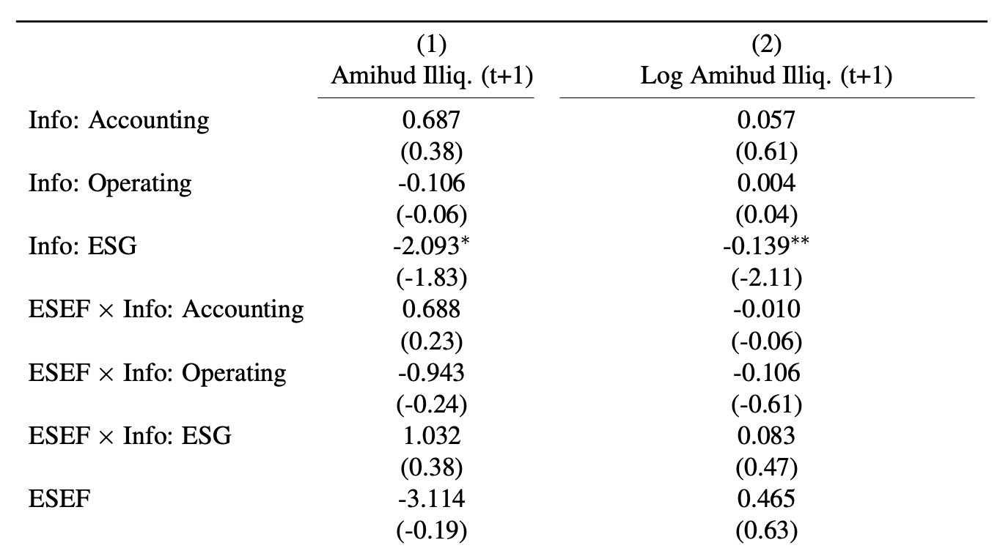 (1) (2)
Amihud Illiq. (t+1) Log Amihud Illiq. (t+1)
Info: Accounting 0.687 0.057
(0.38) (0.61)
Info: Operating -0.106 0.004
(-0.06) (0.04)
Info: ESG -2.093* -0.139**
(-1.83) (-2.11)
ESEF × Info: Accounting 0.688 -0.010
(0.23) (-0.06)
ESEF × Info: Operating -0.943 -0.106
(-0.24) (-0.61)
ESEF × Info: ESG 1.032 0.083
(0.38) (0.47)
ESEF -3.114 0.465
(-0.19) (0.63)